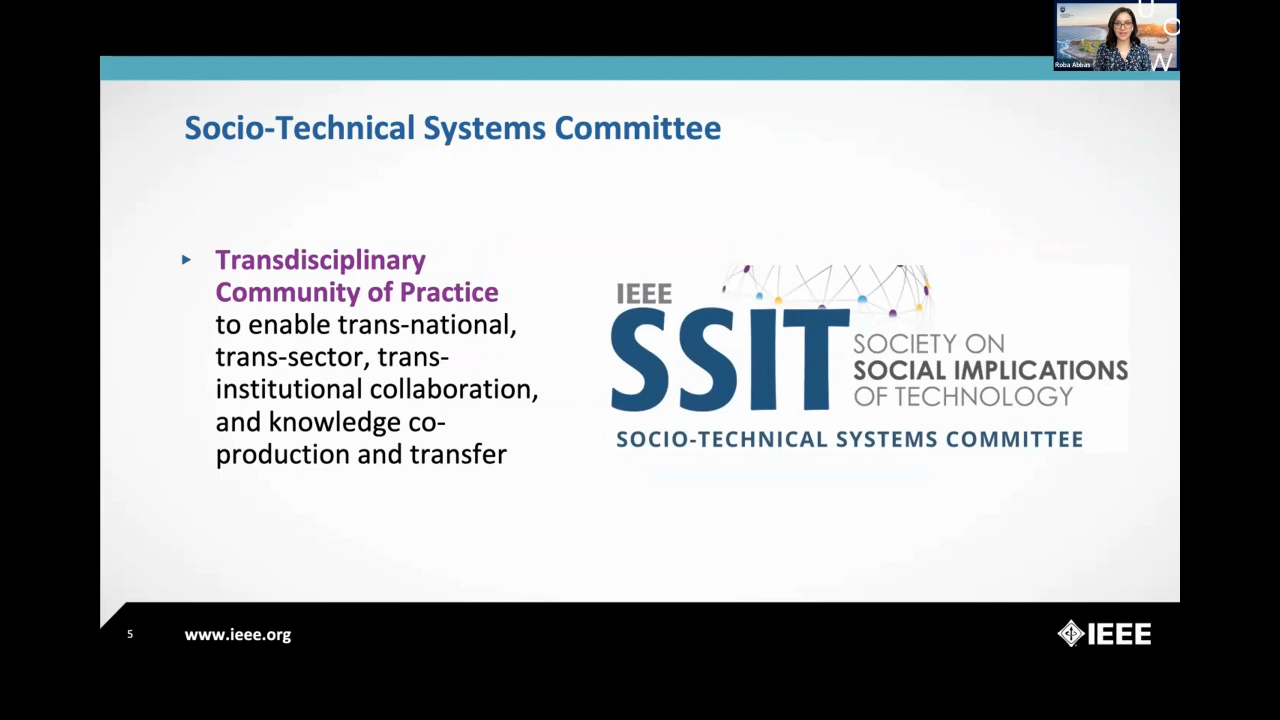 U
O
W
Roba Abbas
Socio-Technical Systems Committee
Transdisciplinary
Community of Practice
to enable trans-national,
trans-sector, trans-
institutional collaboration,
and knowledge co-
production and transfer
IEEE
SSIT
SOCIETY ON
SOCIAL IMPLICATIONS
OF TECHNOLOGY
SOCIO-TECHNICAL SYSTEMS COMMITTEE
5
www.ieee.org
IEEE